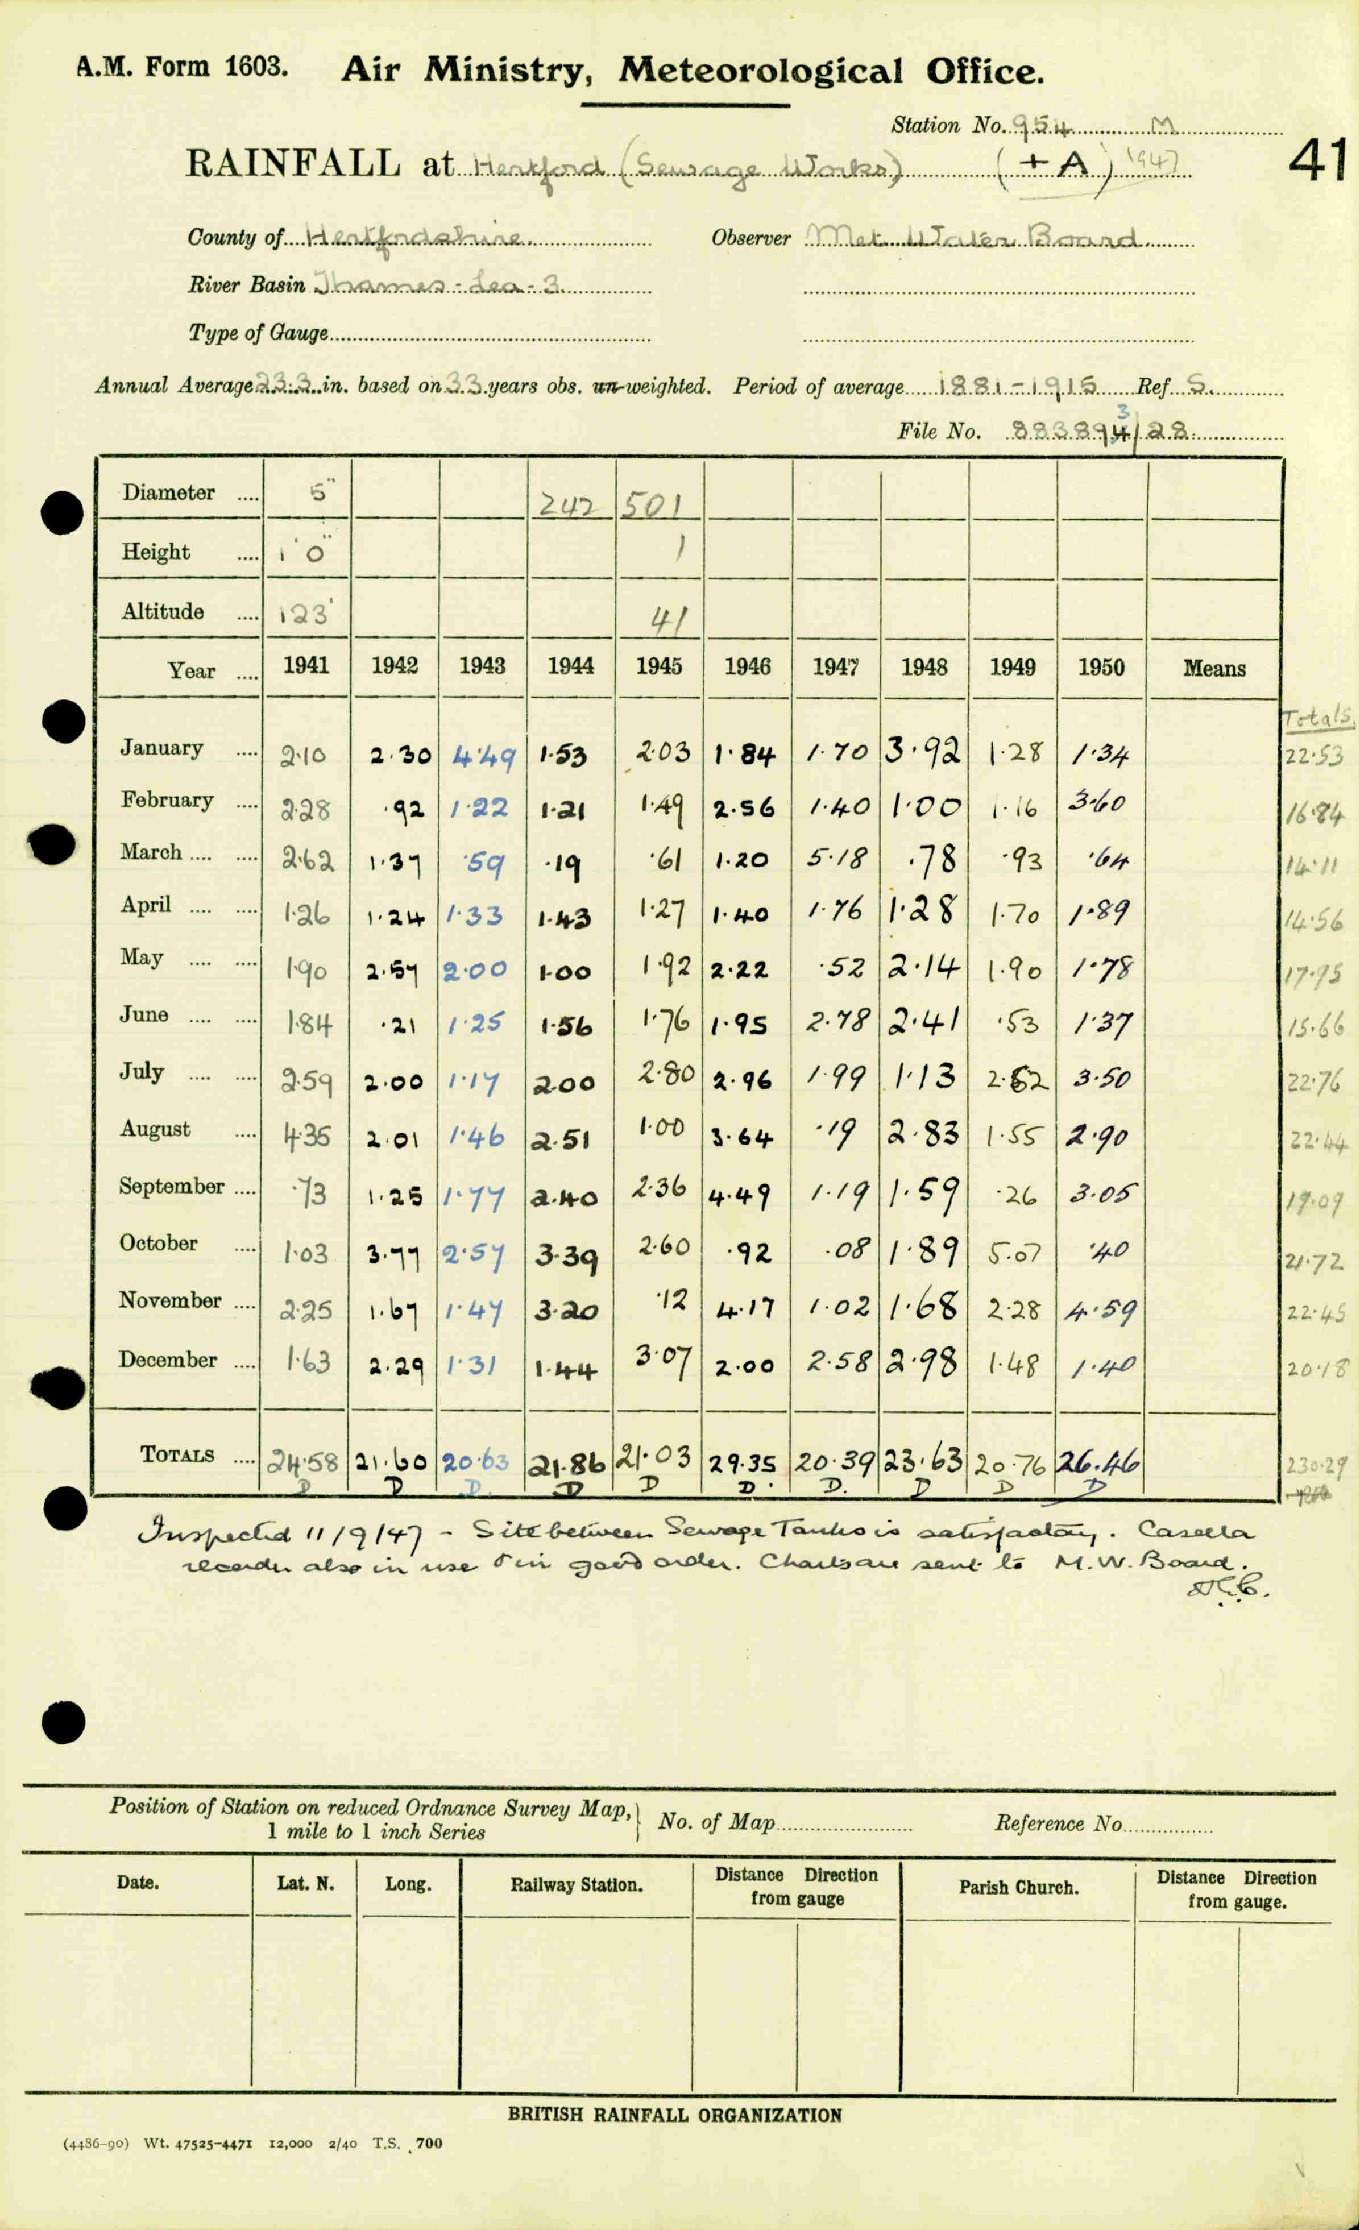 A.M. Form 1603. Air Ministry, Meteorological Office.
Station No. 954 M
RAINFALL at Hertford (Sewage Works) (+ A) 1947 41
County of Hertfordshire Observer Met. Water Board
River Basin Thames - Lea - 3
Type of Gauge
Annual Average 23.3 in. based on 33 years obs. un-weighted. Period of average 1881-1915 Ref S.
3
File No. 883894/28
Diameter .... 5" 242 501
Height .... 1' 0" 1
Altitude .... 123' 41
Year .... 1941 1942 1943 1944 1945 1946 1947 1948 1949 1950 Means
Totals
January .... 2·10 2·30 4·49 1·53 2·03 1·84 1·70 3·92 1·28 1·34 22·53
February .... 2·28 ·92 1·22 1·21 1·49 2·56 1·40 1·00 1·16 3·60 16·84
March .... .... 2·62 1·37 ·59 ·19 ·61 1·20 5·18 ·78 ·93 ·64 14·11
April .... .... 1·26 1·24 1·33 1·43 1·27 1·40 1·76 1·28 1·70 1·89 14·56
May .... .... 1·90 2·57 2·00 1·00 1·92 2·22 ·52 2·14 1·90 1·78 17·95
June .... .... 1·84 ·21 1·25 1·56 1·76 1·95 2·78 2·41 ·53 1·37 15·66
July .... .... 2·59 2·00 1·17 2·00 2·80 2·96 1·99 1·13 2·62 3·50 22·76
August .... 4·35 2·01 1·46 2·51 1·00 3·64 ·19 2·83 1·55 2·90 22·44
September .... ·73 1·25 1·77 2·40 2·36 4·49 1·19 1·59 ·26 3·05 19·09
October .... 1·03 3·77 2·57 3·39 2·60 ·92 ·08 1·89 5·07 ·40 21·72
November .... 2·25 1·67 1·47 3·20 ·12 4·17 1·02 1·68 2·28 4·59 22·45
December .... 1·63 2·29 1·31 1·44 3·07 2·00 2·58 2·98 1·48 1·40 20·18
TOTALS .... 24·58 21·60 20·63 21·86 21·03 29·35 20·39 23·63 20·76 26·46 230·29
D D D. D D D. D. D D D
Inspected 11/9/47 - Site between Sewage Tanks is satisfactory. Casella
recorder also in use & in good order. Charts are sent to M.W. Board.
Position of Station on reduced Ordnance Survey Map,
1 mile to 1 inch Series } No. of Map Reference No.
Date. Lat. N. Long. Railway Station. Distance Direction from gauge Parish Church. Distance Direction from gauge.
BRITISH RAINFALL ORGANIZATION
(4486-90) Wt. 47525-4471 12,000 2/40 T.S. 700